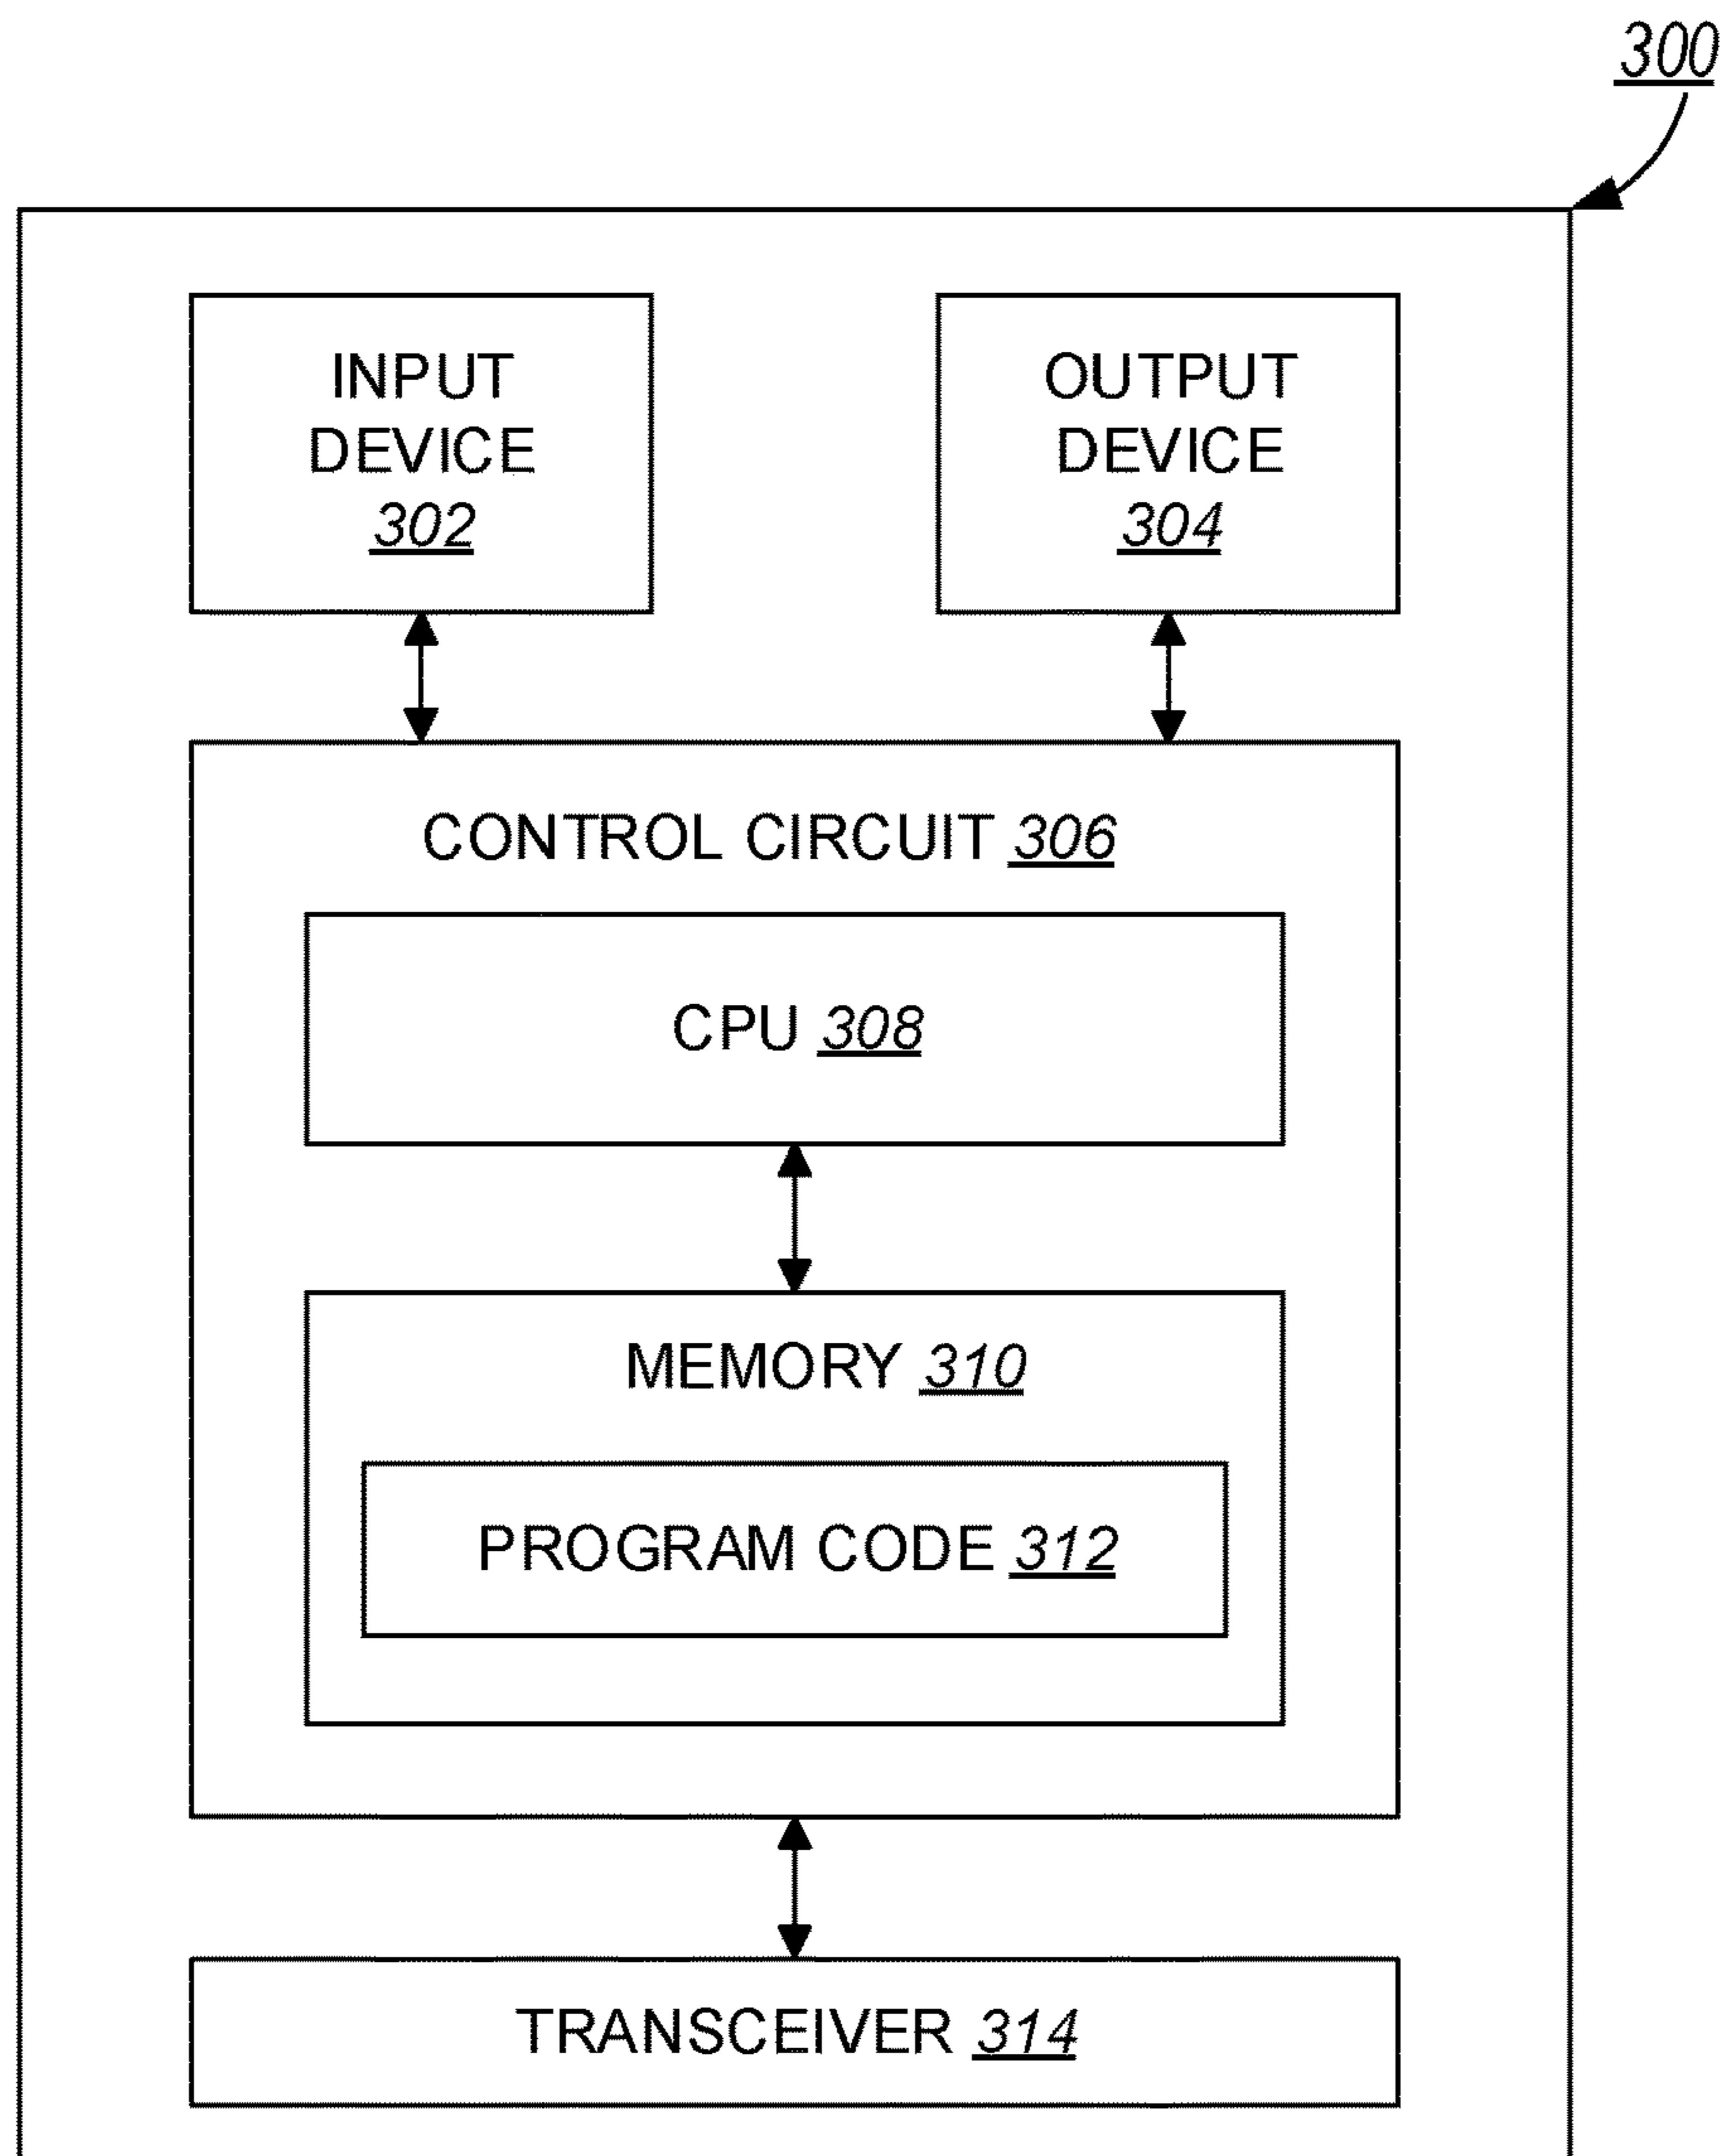 300
INPUT
DEVICE
302
OUTPUT
DEVICE
304
CONTROL CIRCUIT 306
CPU 308
MEMORY 310
PROGRAM CODE 312
TRANSCEIVER 314